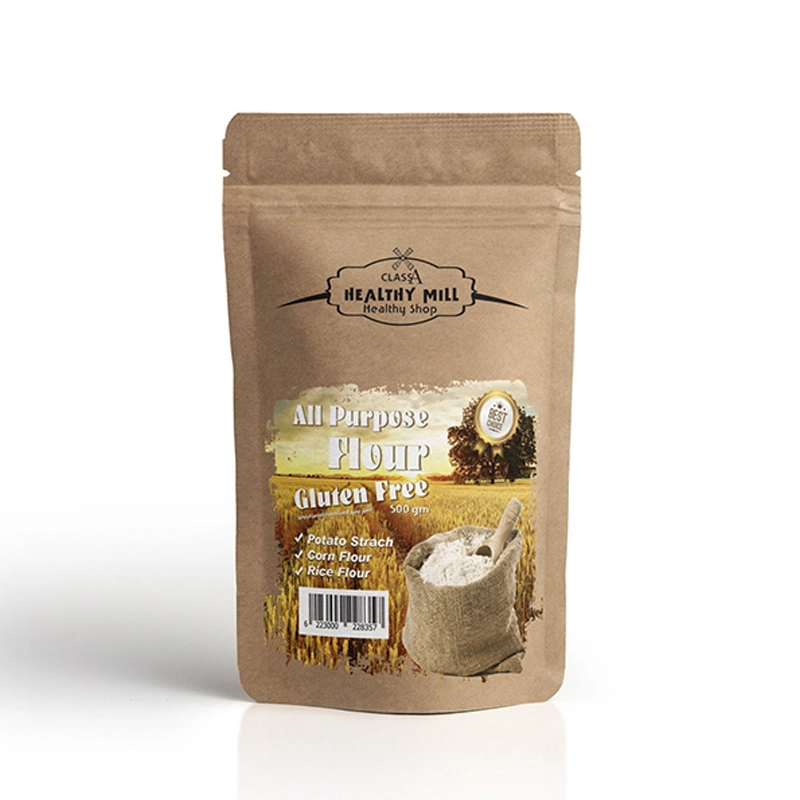 CLASS A
HEALTHY MILL
Healthy Shop
All Purpose
Flour
Gluten Free
500 gm
BEST
CHOICE
✓ Potato Strach
✓ Corn Flour
✓ Rice Flour
6 223000 228357